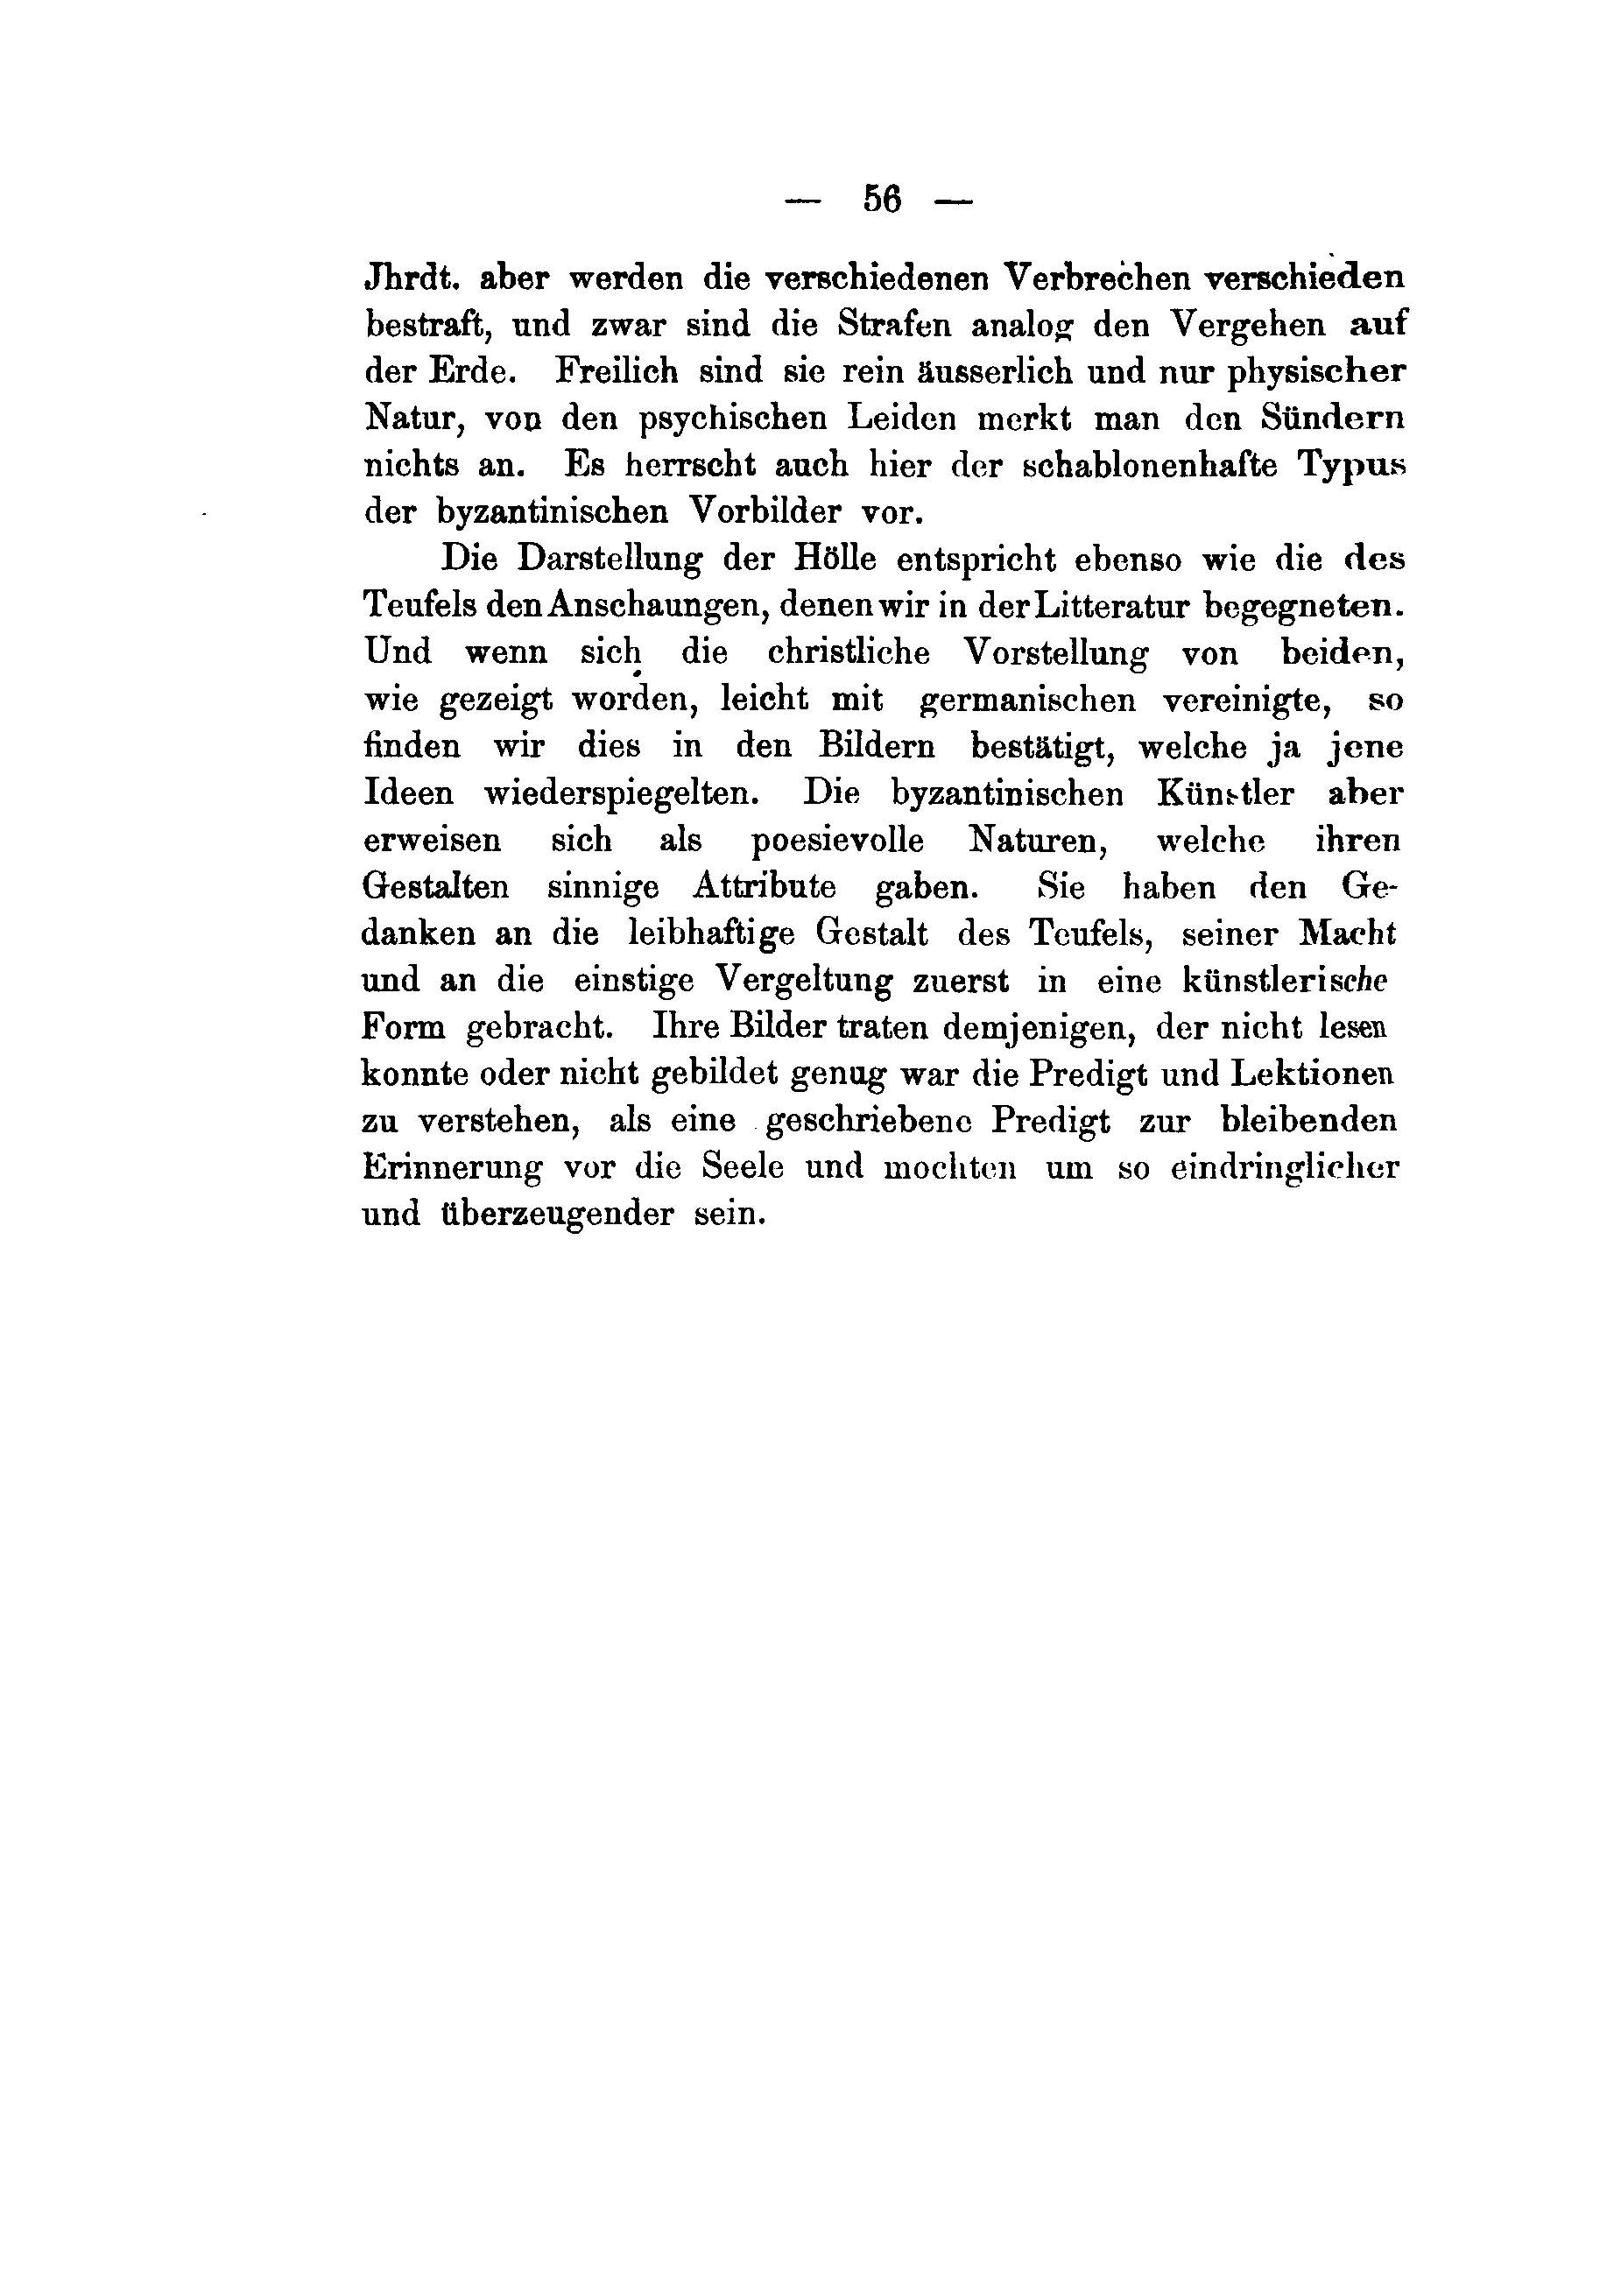 — 56 —
Jhrdt. aber werden die verschiedenen Verbrechen verschieden
bestraft, und zwar sind die Strafen analog den Vergehen auf
der Erde. Freilich sind sie rein äusserlich und nur physischer
Natur, von den psychischen Leiden merkt man den Sündern
nichts an. Es herrscht auch hier der schablonenhafte Typus
der byzantinischen Vorbilder vor.
Die Darstellung der Hölle entspricht ebenso wie die des
Teufels den Anschaungen, denen wir in der Litteratur begegneten.
Und wenn sich die christliche Vorstellung von beiden,
wie gezeigt worden, leicht mit germanischen vereinigte, so
finden wir dies in den Bildern bestätigt, welche ja jene
Ideen wiederspiegelten. Die byzantinischen Künstler aber
erweisen sich als poesievolle Naturen, welche ihren
Gestalten sinnige Attribute gaben. Sie haben den Ge-
danken an die leibhaftige Gestalt des Teufels, seiner Macht
und an die einstige Vergeltung zuerst in eine künstlerische
Form gebracht. Ihre Bilder traten demjenigen, der nicht lesen
konnte oder nicht gebildet genug war die Predigt und Lektionen
zu verstehen, als eine geschriebene Predigt zur bleibenden
Erinnerung vor die Seele und mochten um so eindringlicher
und überzeugender sein.